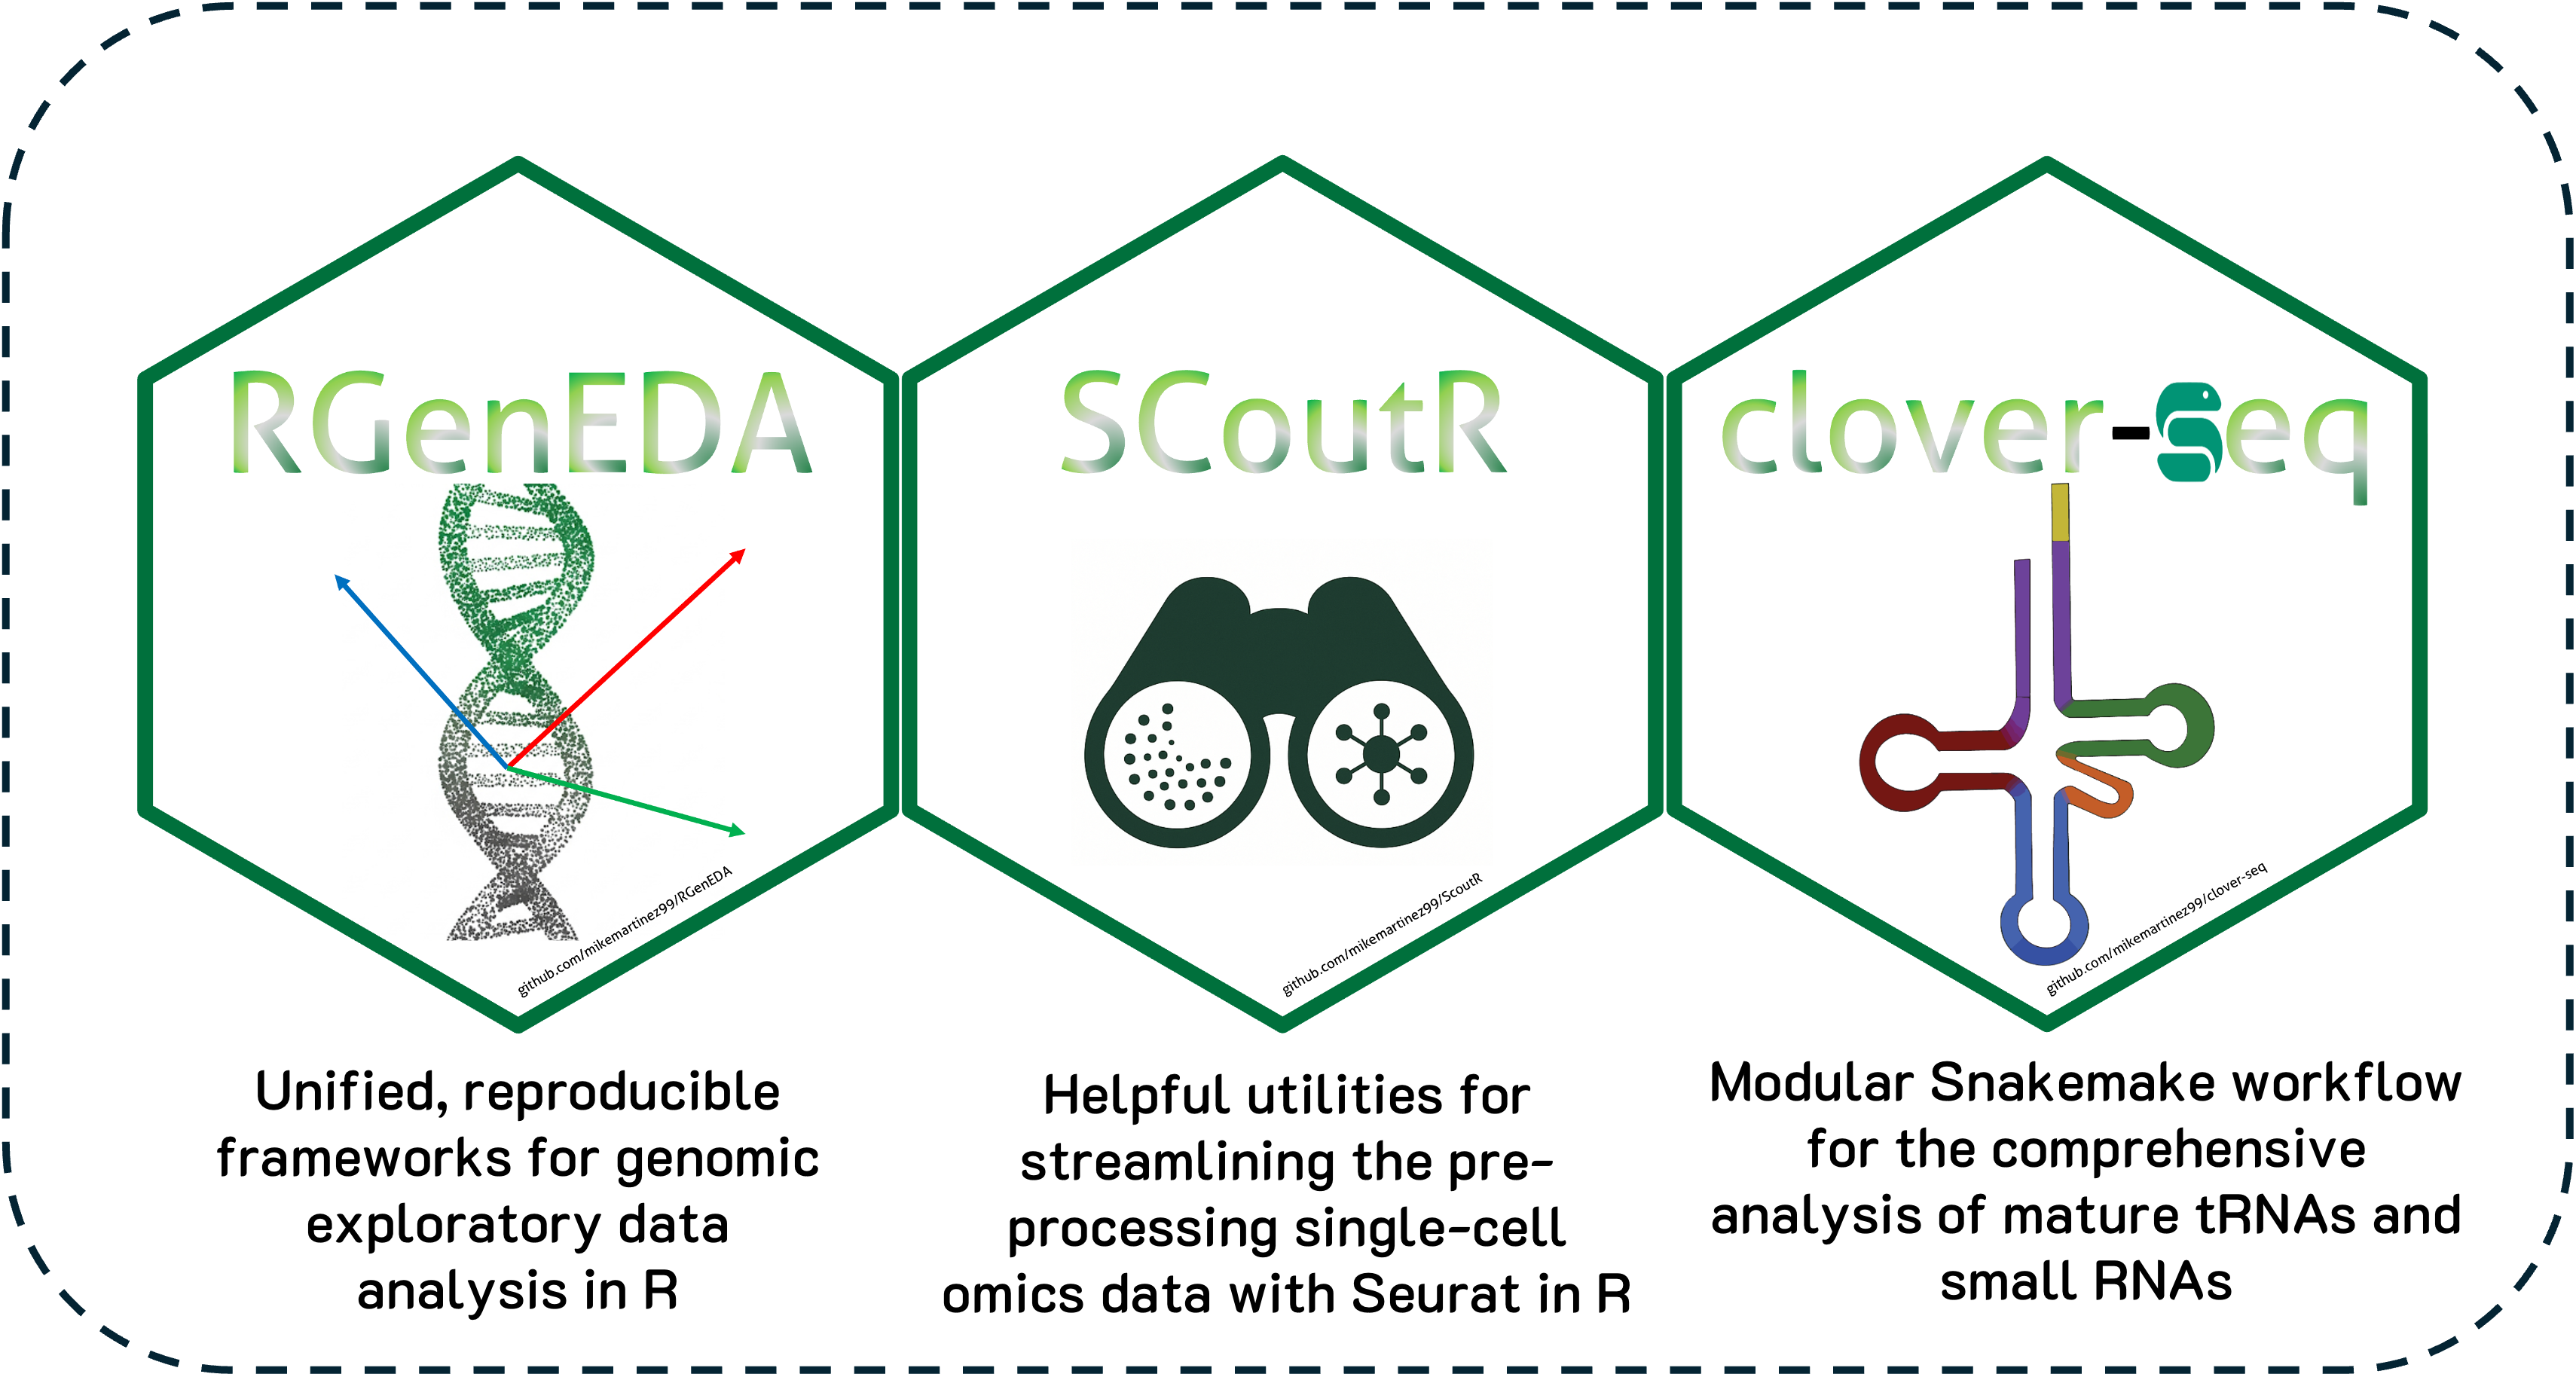 RGenEDA
github.com/mikemartinez99/RGenEDA
Unified, reproducible
frameworks for genomic
exploratory data
analysis in R
SCoutR
github.com/mikemartinez99/ScoutR
Helpful utilities for
streamlining the pre-
processing single-cell
omics data with Seurat in R
clover-Seq
github.com/mikemartinez99/clover-seq
Modular Snakemake workflow
for the comprehensive
analysis of mature tRNAs and
small RNAs